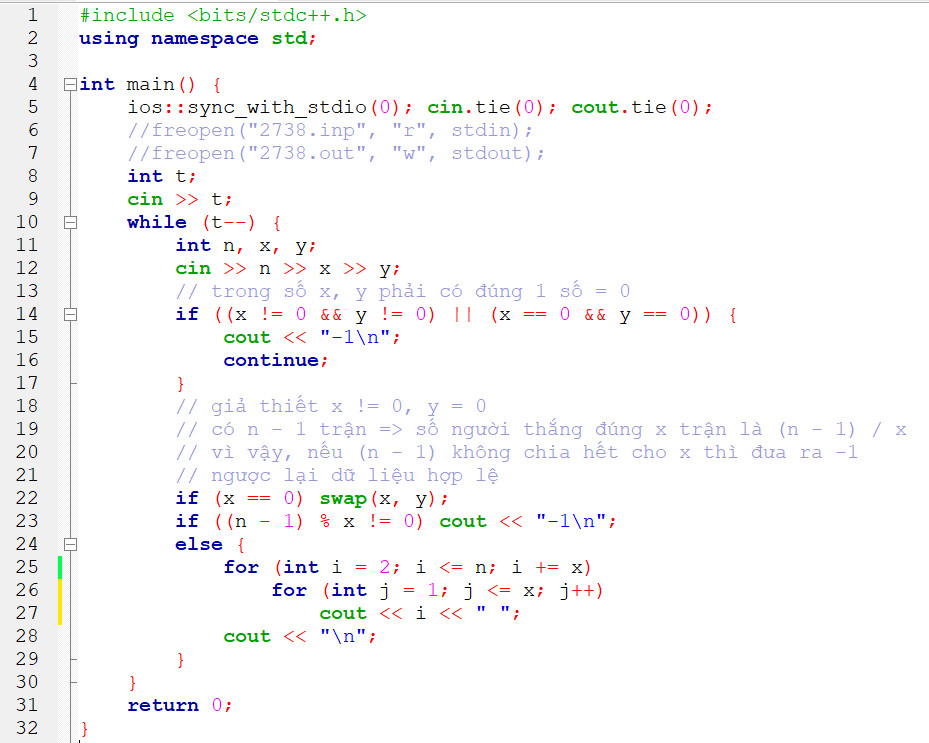 1 #include <bits/stdc++.h>
2 using namespace std;
3
4 int main() {
5     ios::sync_with_stdio(0); cin.tie(0); cout.tie(0);
6     //freopen("2738.inp", "r", stdin);
7     //freopen("2738.out", "w", stdout);
8     int t;
9     cin >> t;
10     while (t--) {
11         int n, x, y;
12         cin >> n >> x >> y;
13         // trong số x, y phải có đúng 1 số = 0
14         if ((x != 0 && y != 0) || (x == 0 && y == 0)) {
15             cout << "-1\n";
16             continue;
17         }
18         // giả thiết x != 0, y = 0
19         // có n - 1 trận => số người thắng đúng x trận là (n - 1) / x
20         // vì vậy, nếu (n - 1) không chia hết cho x thì đưa ra -1
21         // ngược lại dữ liệu hợp lệ
22         if (x == 0) swap(x, y);
23         if ((n - 1) % x != 0) cout << "-1\n";
24         else {
25             for (int i = 2; i <= n; i += x)
26                 for (int j = 1; j <= x; j++)
27                     cout << i << " ";
28             cout << "\n";
29         }
30     }
31     return 0;
32 }